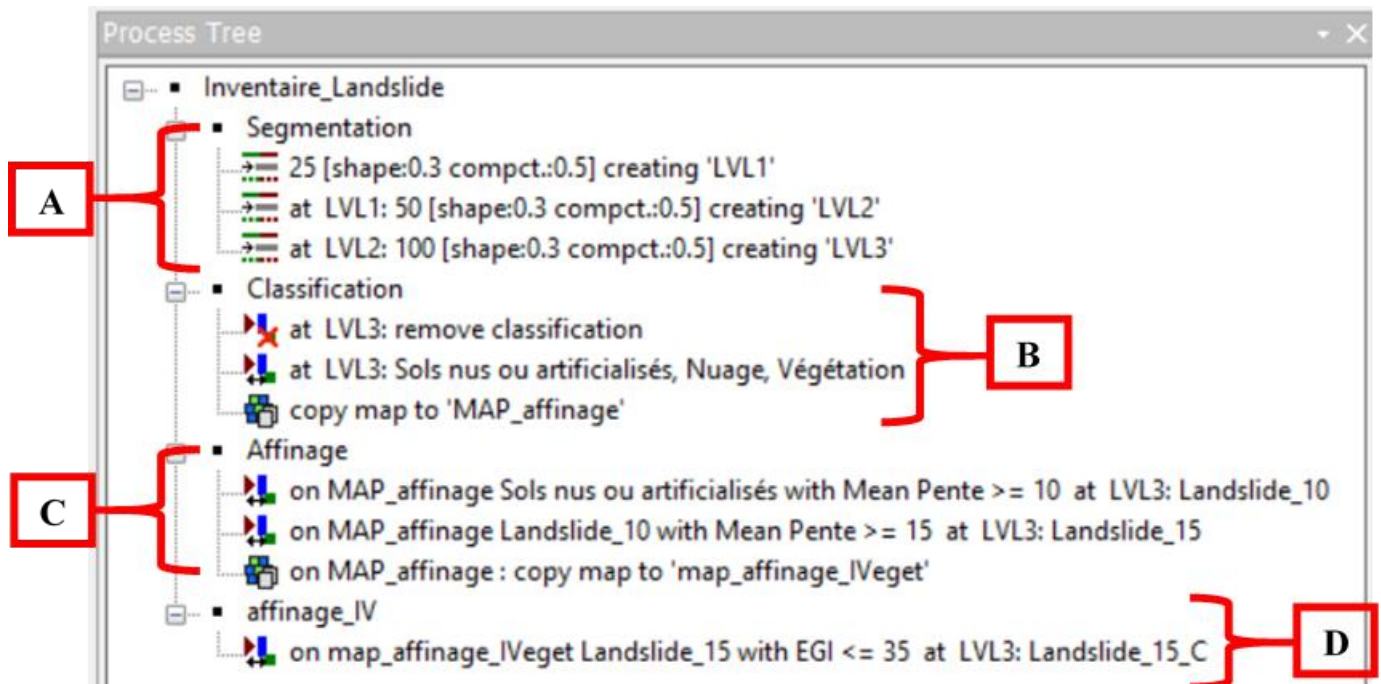 Process Tree
Inventaire_Landslide
Segmentation
25 [shape:0.3 compct.:0.5] creating 'LVL1'
A
at LVL1: 50 [shape:0.3 compct.:0.5] creating 'LVL2'
at LVL2: 100 [shape:0.3 compct.:0.5] creating 'LVL3'
Classification
at LVL3: remove classification
B
at LVL3: Sols nus ou artificialisés, Nuage, Végétation
copy map to 'MAP_affinage'
Affinage
on MAP_affinage Sols nus ou artificialisés with Mean Pente >= 10 at LVL3: Landslide_10
C
on MAP_affinage Landslide_10 with Mean Pente >= 15 at LVL3: Landslide_15
on MAP_affinage : copy map to 'map_affinage_IVeget'
affinage_IV
on map_affinage_IVeget Landslide_15 with EGI <= 35 at LVL3: Landslide_15_C
D